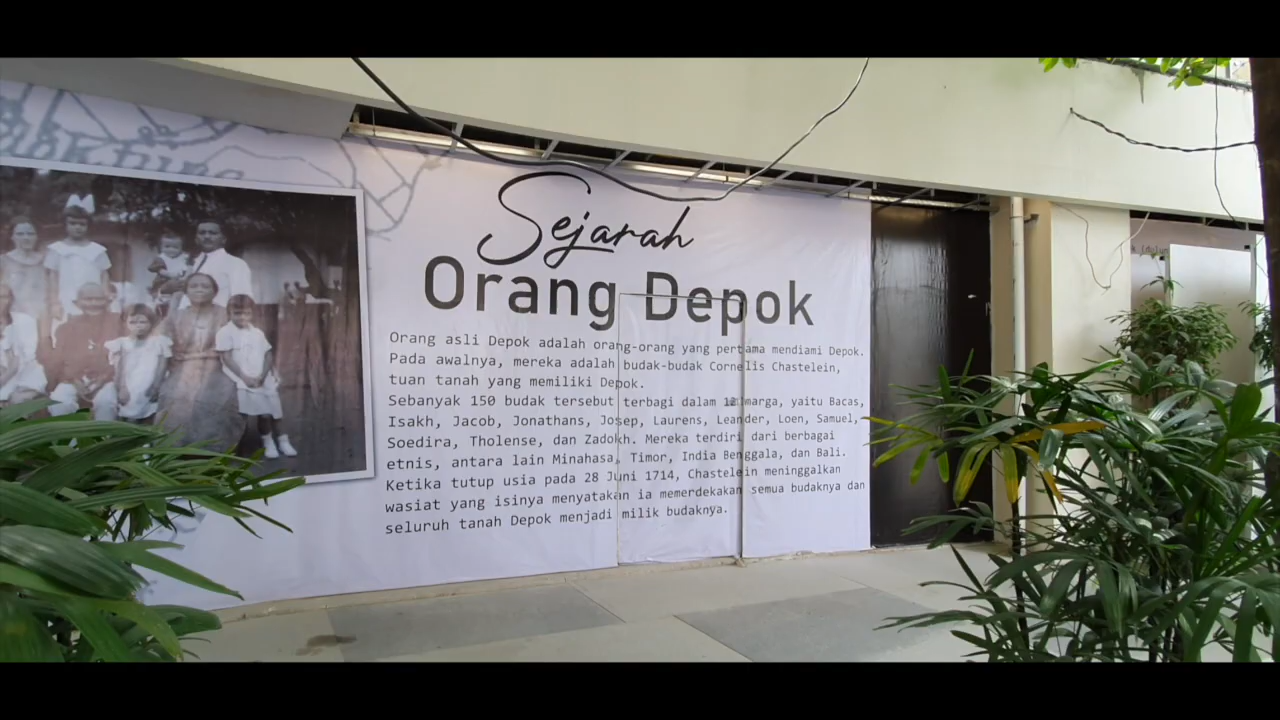 Sejarah
Orang Depok
Orang asli Depok adalah orang-orang yang pertama mendiami Depok.
Pada awalnya, mereka adalah budak-budak Cornelis Chastelein,
tuan tanah yang memiliki Depok.
Sebanyak 150 budak tersebut terbagi dalam 12 marga, yaitu Bacas,
Isakh, Jacob, Jonathans, Josep, Laurens, Leander, Loen, Samuel,
Soedira, Tholense, dan Zadokh. Mereka terdiri dari berbagai
etnis, antara lain Minahasa, Timor, India Benggala, dan Bali.
Ketika tutup usia pada 28 Juni 1714, Chastelein meninggalkan
wasiat yang isinya menyatakan ia memerdekakan semua budaknya dan
seluruh tanah Depok menjadi milik budaknya.